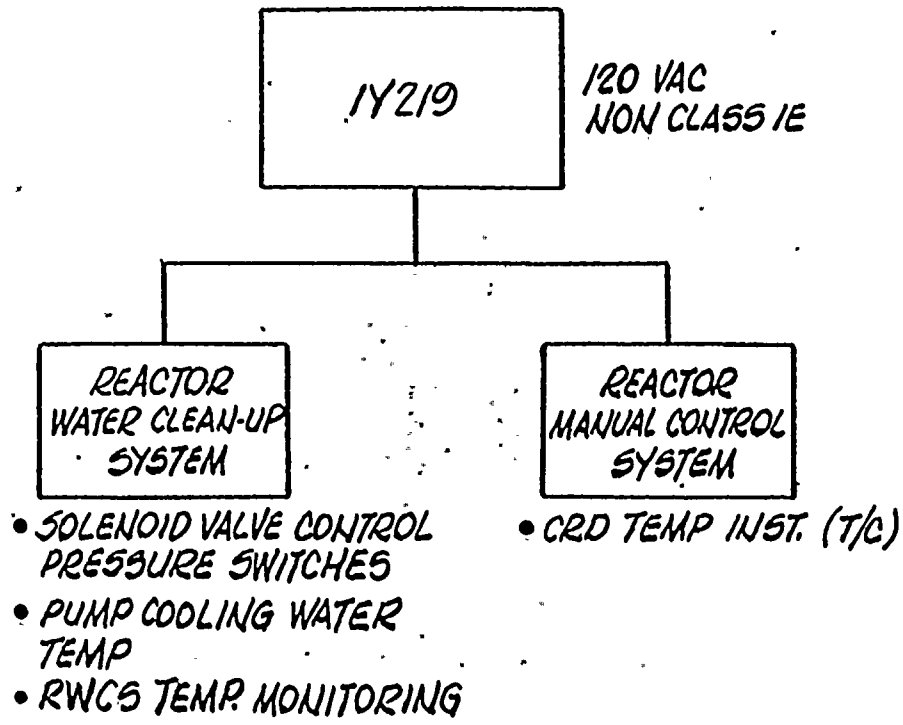 1Y219
120 VAC
NON CLASS 1E
REACTOR
WATER CLEAN-UP
SYSTEM
REACTOR
MANUAL CONTROL
SYSTEM
• SOLENOID VALVE CONTROL
PRESSURE SWITCHES
• PUMP COOLING WATER
TEMP
• RWCS TEMP. MONITORING
• CRD TEMP INST. (T/C)